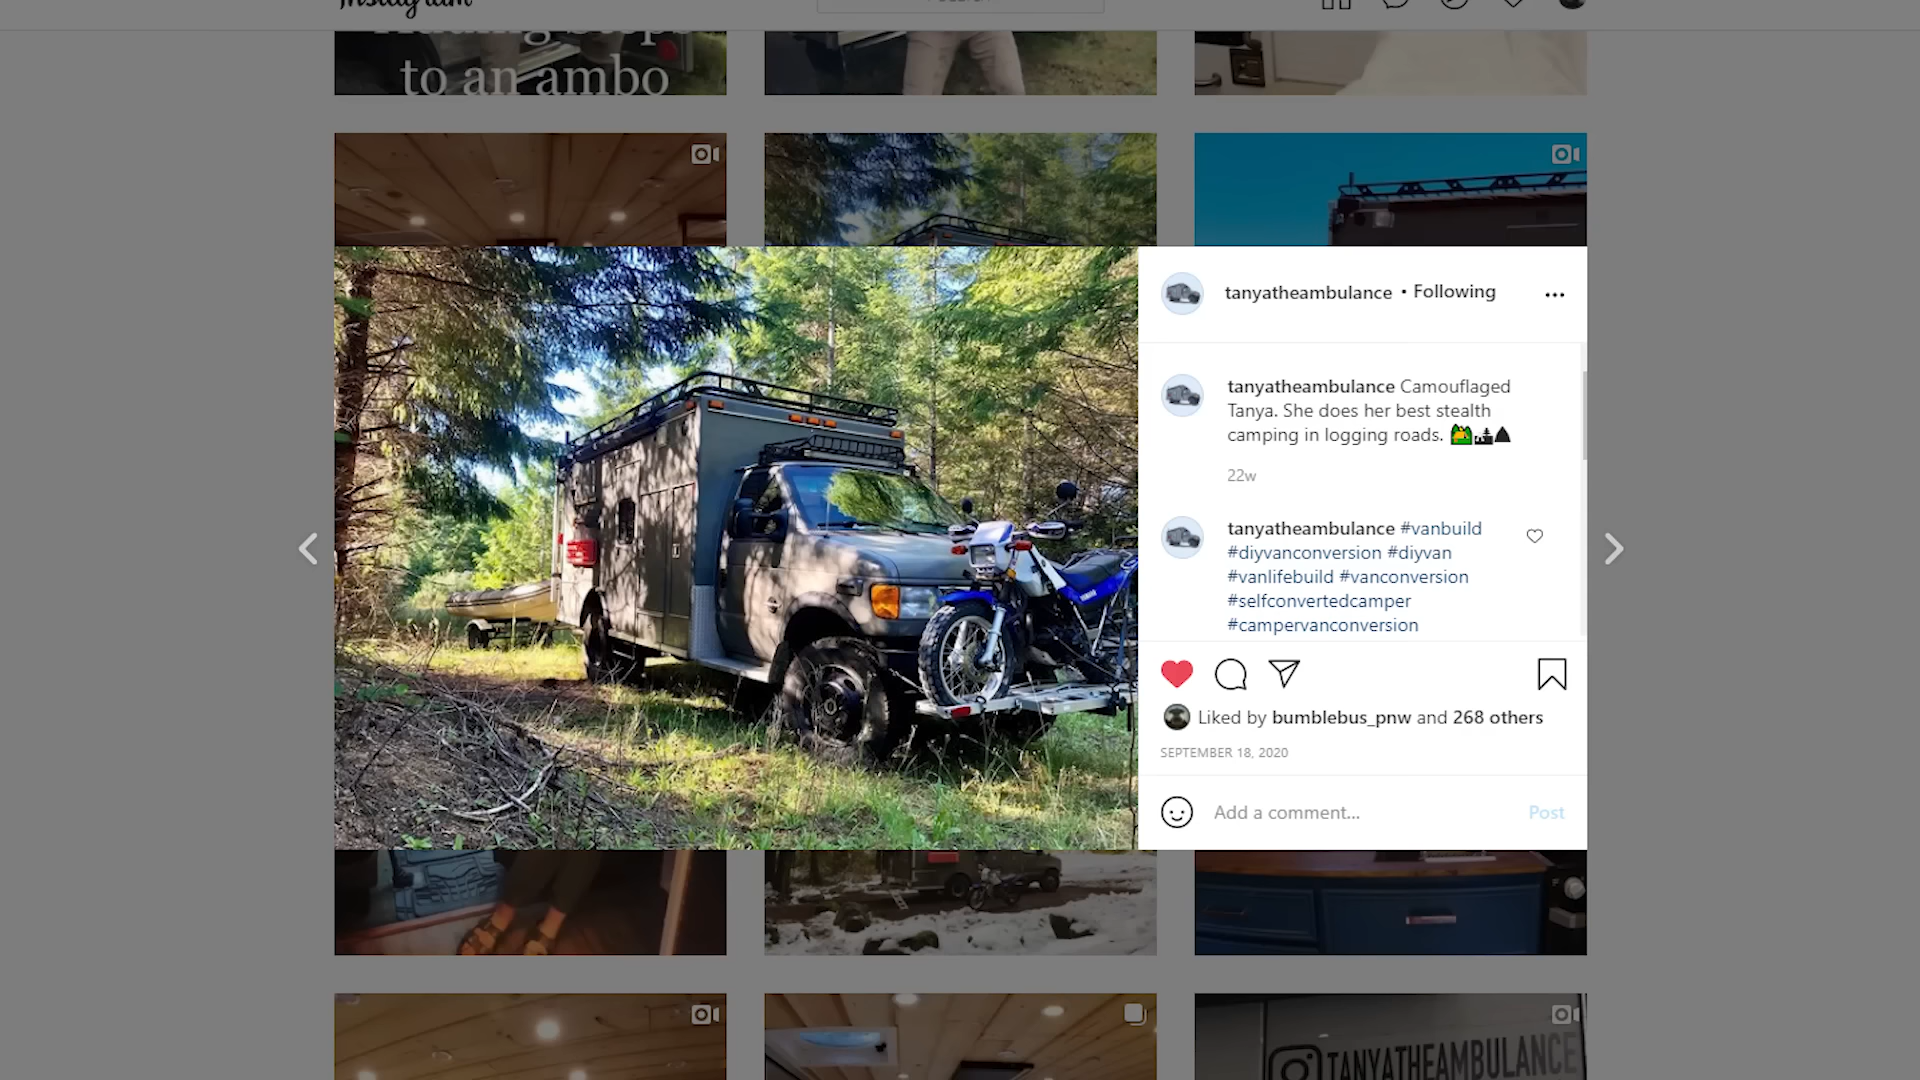 Instagram
to an ambo
tanyatheambulance • Following
tanyatheambulance Camouflaged
Tanya. She does her best stealth
camping in logging roads. 🏕🏞⛺
22w
tanyatheambulance #vanbuild
#diyvanconversion #diyvan
#vanlifebuild #vanconversion
#selfconvertedcamper
#campervanconversion
YAMAHA
Liked by bumblebus_pnw and 268 others
SEPTEMBER 18, 2020
Add a comment...
Post
TANYATHEAMBULANCE